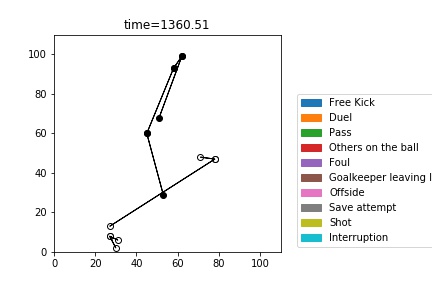 time=1360.51
100
80
60
40
20
0
0 20 40 60 80 100
Free Kick
Duel
Pass
Others on the ball
Foul
Goalkeeper leaving l
Offside
Save attempt
Shot
Interruption